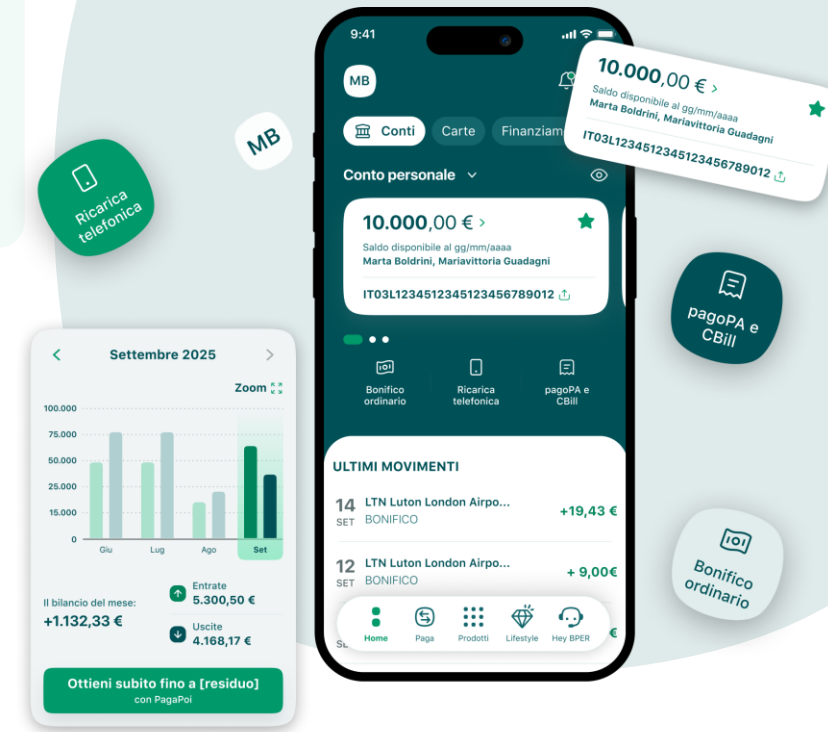 9:41
MB
Conti
Carte
Finanziam
Conto personale
10.000,00 € >
Saldo disponibile al gg/mm/aaaa
Marta Boldrini, Mariavittoria Guadagni
IT03L1234512345123456789012
Bonifico
ordinario
Ricarica
telefonica
pagoPA e
CBill
ULTIMI MOVIMENTI
14
SET
LTN Luton London Airpo...
BONIFICO
+19,43 €
12
SET
LTN Luton London Airpo...
BONIFICO
+ 9,00€
€
Home
Paga
Prodotti
Lifestyle
Hey BPER
10.000,00 € >
Saldo disponibile al gg/mm/aaaa
Marta Boldrini, Mariavittoria Guadagni
IT03L1234512345123456789012
MB
Ricarica
telefonica
pagoPA e
CBill
Bonifico
ordinario
< Settembre 2025 >
Zoom
100.000
75.000
50.000
25.000
15.000
0
Giu
Lug
Ago
Set
Il bilancio del mese:
+1.132,33 €
Entrate
5.300,50 €
Uscite
4.168,17 €
Ottieni subito fino a [residuo]
con PagaPoi